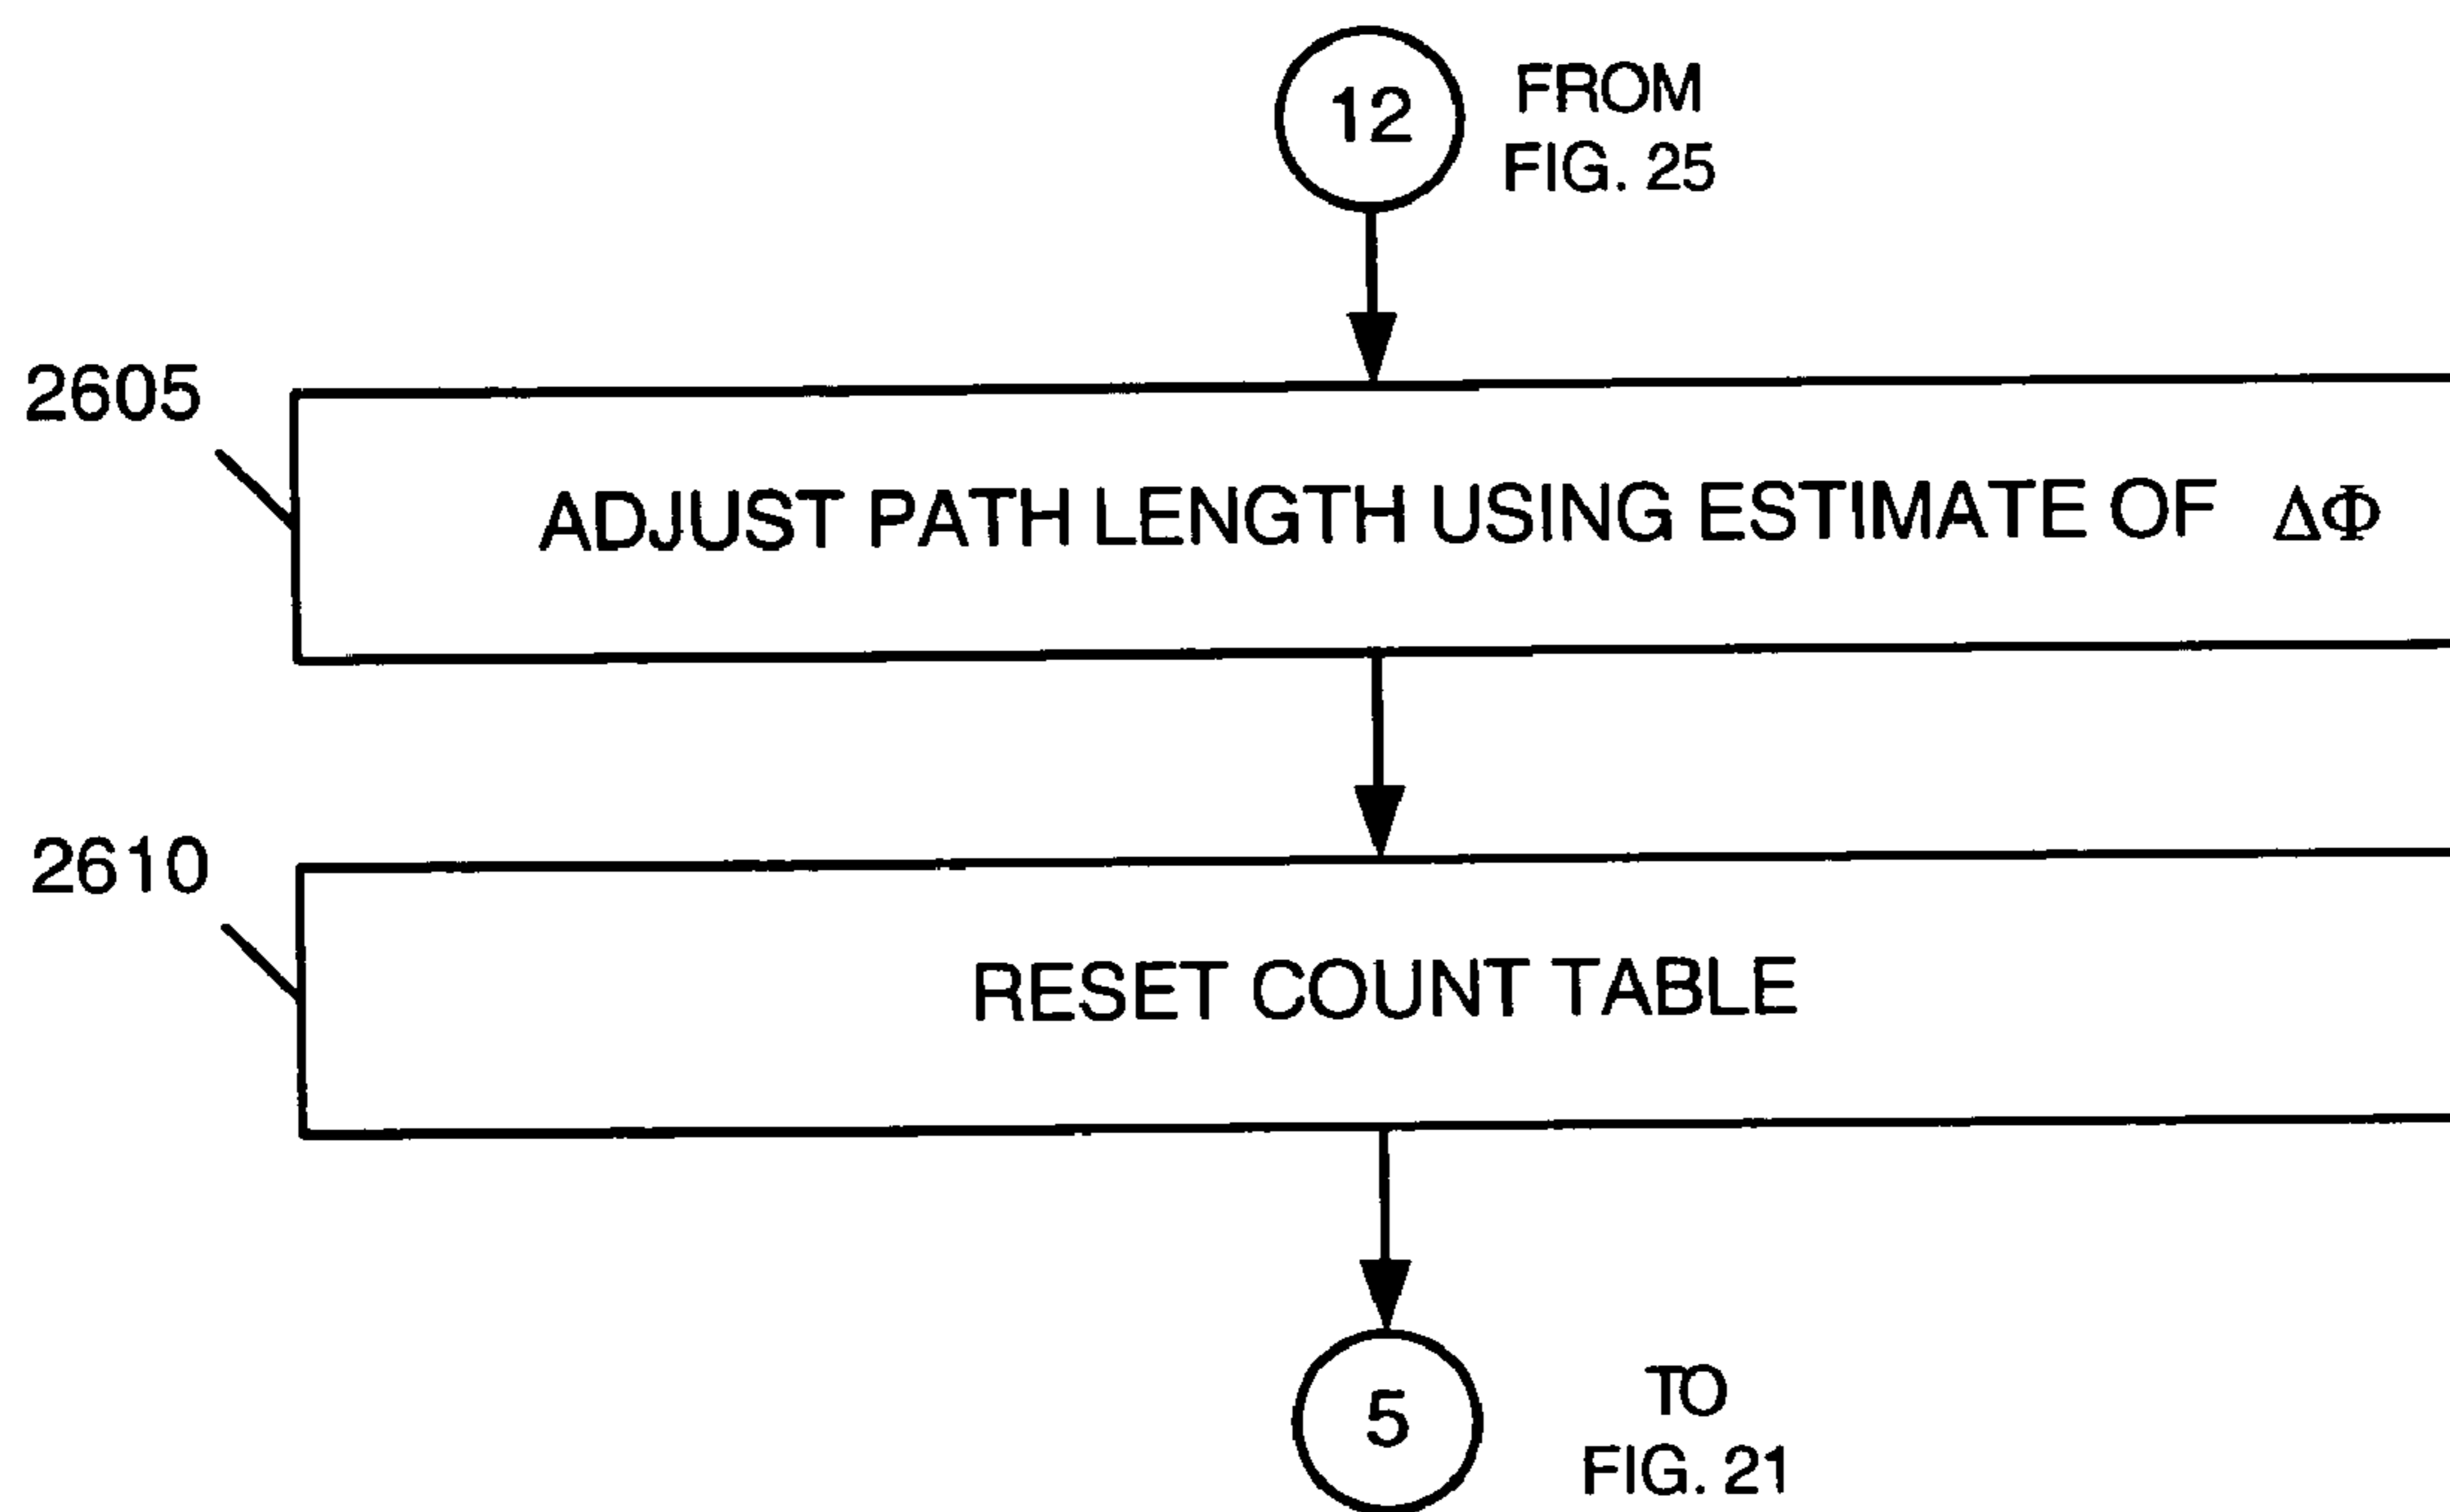 12
FROM
FIG. 25
2605
ADJUST PATH LENGTH USING ESTIMATE OF ΔΦ
2610
RESET COUNT TABLE
5
TO
FIG. 21